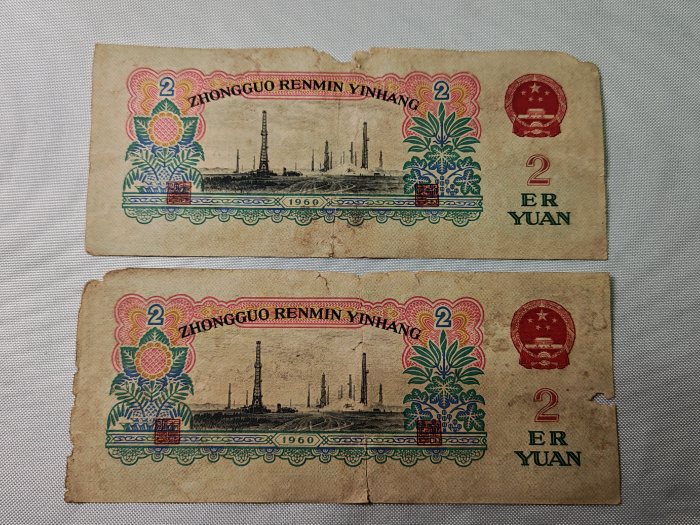 2 ZHONGGUO RENMIN YINHANG 2
1960
2
ER
YUAN
2 ZHONGGUO RENMIN YINHANG 2
1960
2
ER
YUAN